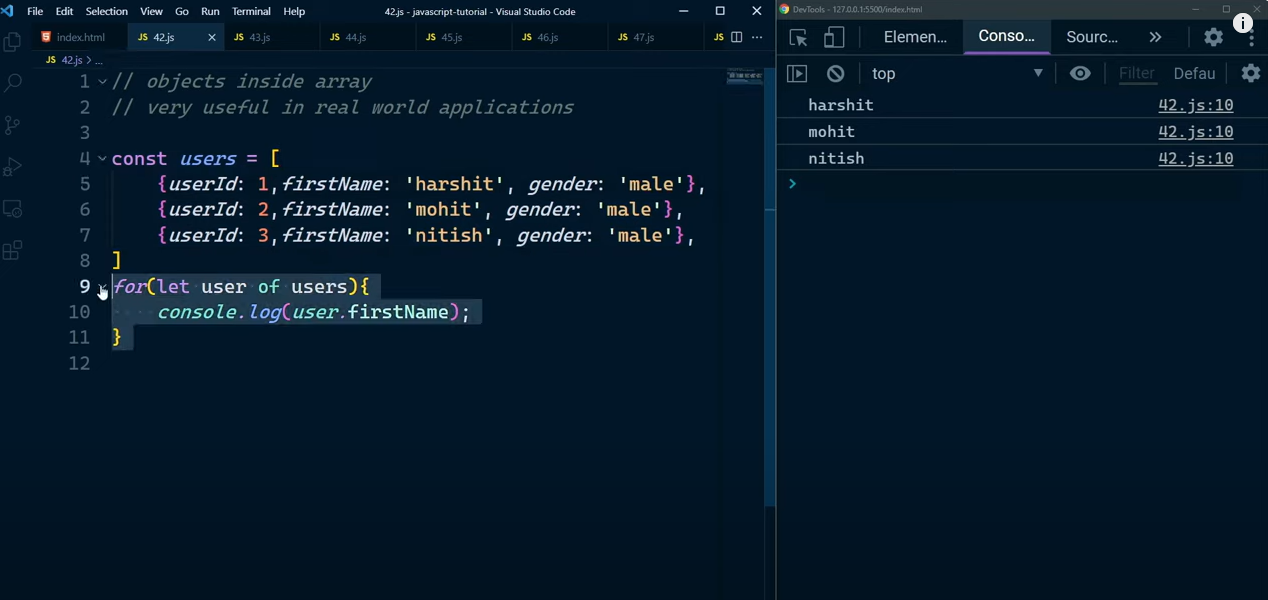 File Edit Selection View Go Run Terminal Help 42.js - javascript-tutorial - Visual Studio Code
index.html JS 42.js JS 43.js JS 44.js JS 45.js JS 46.js JS 47.js JS
JS 42.js > ...
1 // objects inside array
2 // very useful in real world applications
3
4 const users = [
5 {userId: 1,firstName: 'harshit', gender: 'male'},
6 {userId: 2,firstName: 'mohit', gender: 'male'},
7 {userId: 3,firstName: 'nitish', gender: 'male'},
8 ]
9 for(let user of users){
10 console.log(user.firstName);
11 }
12
DevTools - 127.0.0.1:5500/index.html
Elemen... Conso... Sourc... »
top Filter Defau
harshit 42.js:10
mohit 42.js:10
nitish 42.js:10